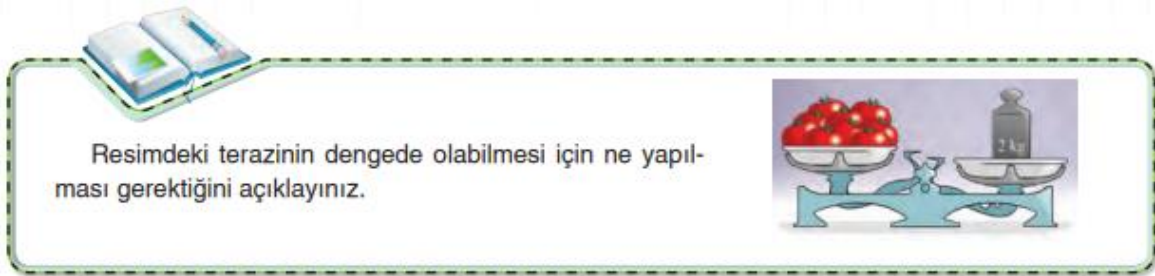 Resimdeki terazinin dengede olabilmesi için ne yapıl-
ması gerektiğini açıklayınız.
2 kg